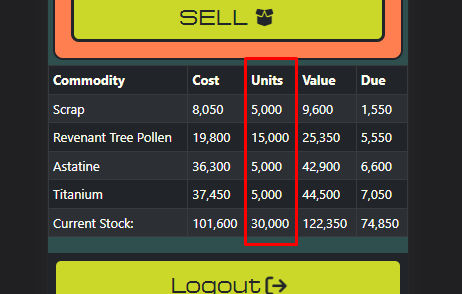 SELL
Commodity Cost Units Value Due
Scrap 8,050 5,000 9,600 1,550
Revenant Tree Pollen 19,800 15,000 25,350 5,550
Astatine 36,300 5,000 42,900 6,600
Titanium 37,450 5,000 44,500 7,050
Current Stock: 101,600 30,000 122,350 74,850
Logout